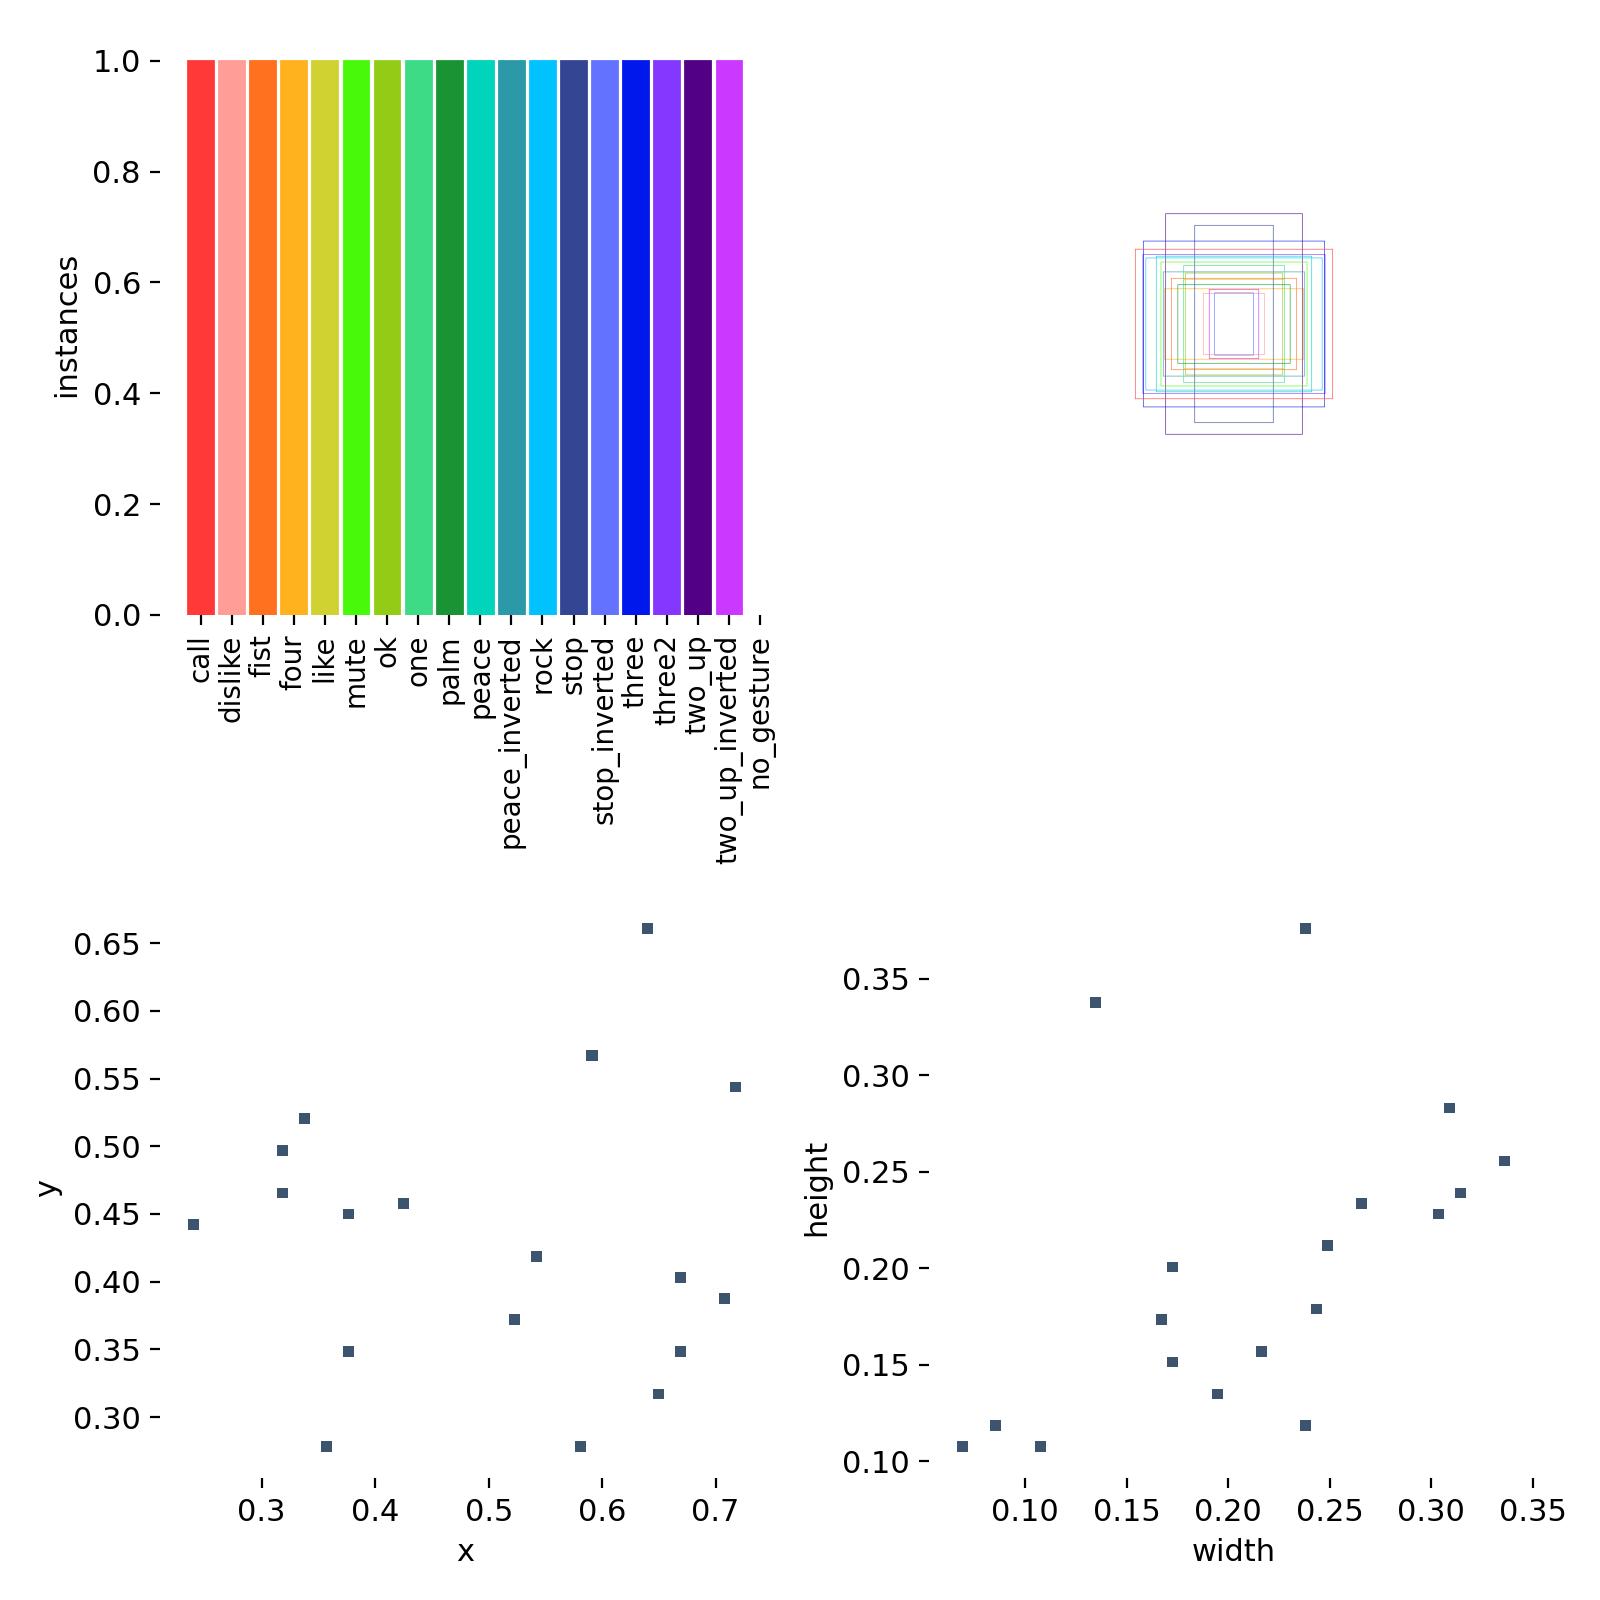 1.0
0.8
0.6
0.4
0.2
0.0
instances
call
dislike
fist
four
like
mute
ok
one
palm
peace
peace_inverted
rock
stop
stop_inverted
three
three2
two_up
two_up_inverted
no_gesture
0.65
0.60
0.55
0.50
0.45
0.40
0.35
0.30
y
0.3 0.4 0.5 0.6 0.7
x
0.35
0.30
0.25
0.20
0.15
0.10
height
0.10 0.15 0.20 0.25 0.30 0.35
width